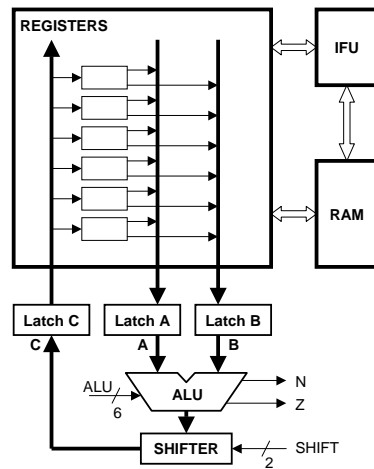 REGISTERS
IFU
RAM
Latch C
Latch A
Latch B
C
A
B
ALU
6
ALU
N
Z
SHIFTER
2
SHIFT